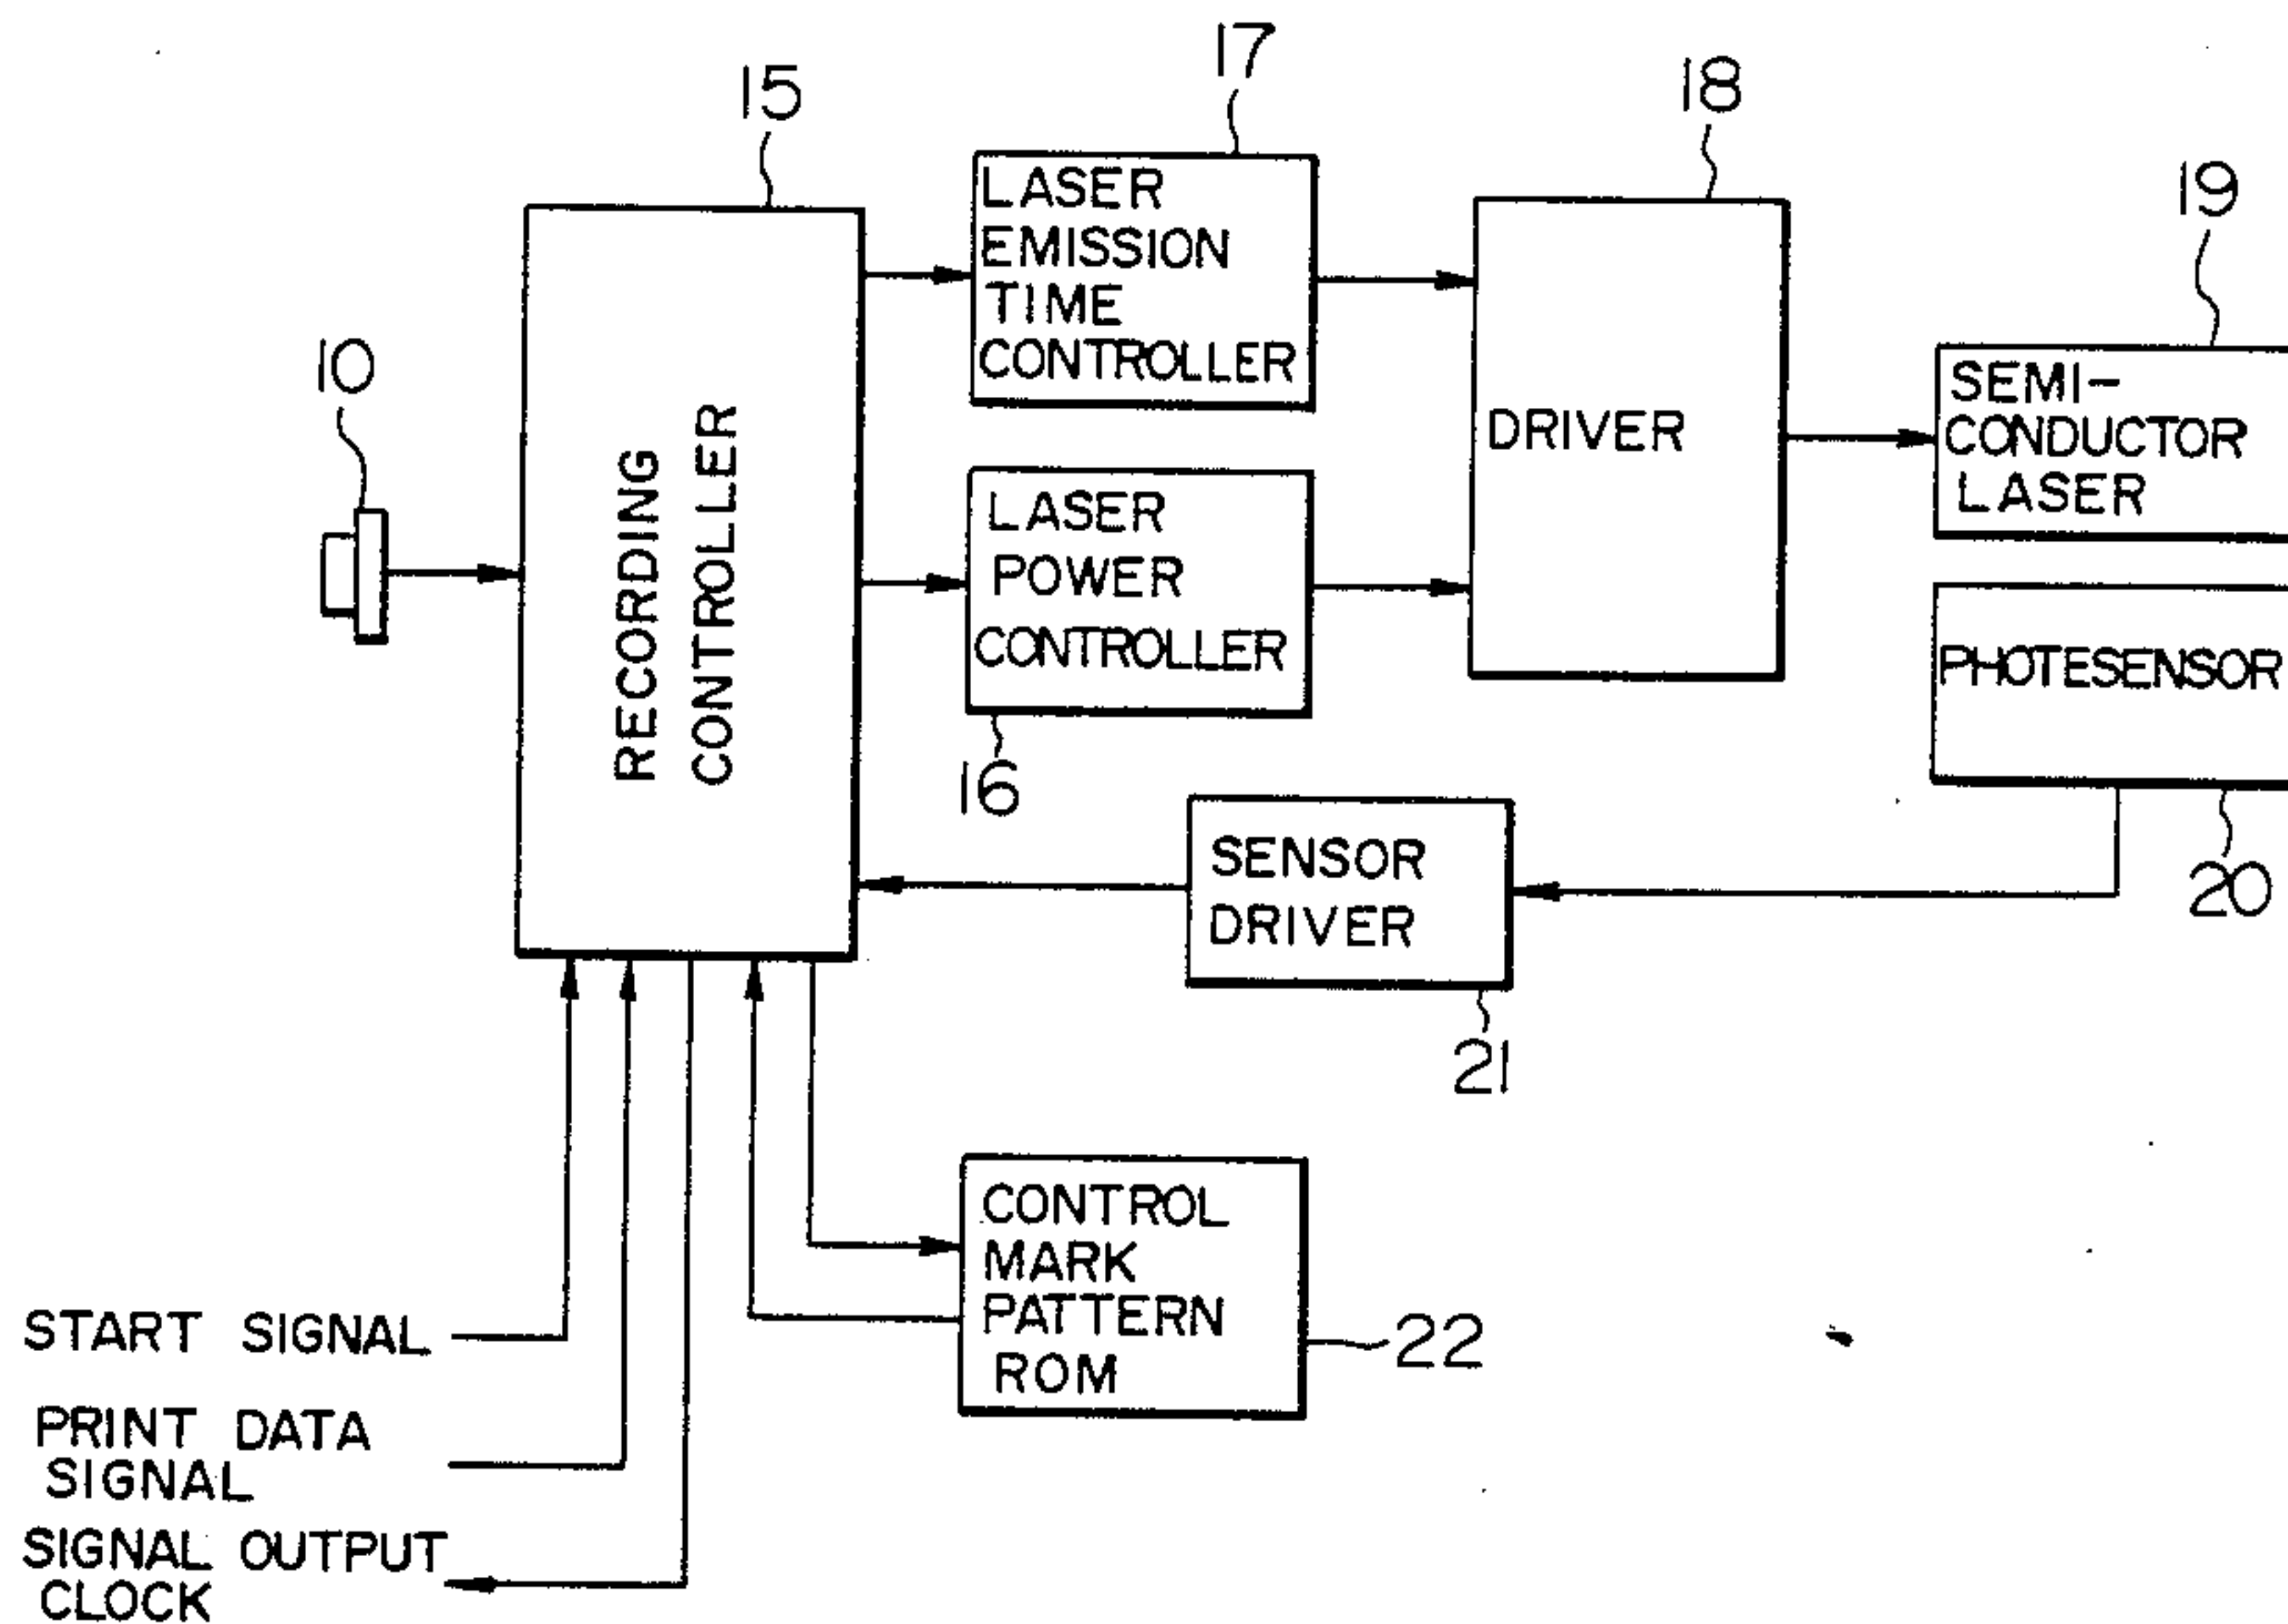 17
15
18
LASER
EMISSION
TIME
CONTROLLER
19
10
SEMI-
CONDUCTOR
LASER
DRIVER
RECORDING
CONTROLLER
LASER
POWER
CONTROLLER
PHOTESENSOR
16
SENSOR
DRIVER
20
21
CONTROL
MARK
PATTERN
ROM
22
START SIGNAL
PRINT DATA
SIGNAL
SIGNAL OUTPUT
CLOCK